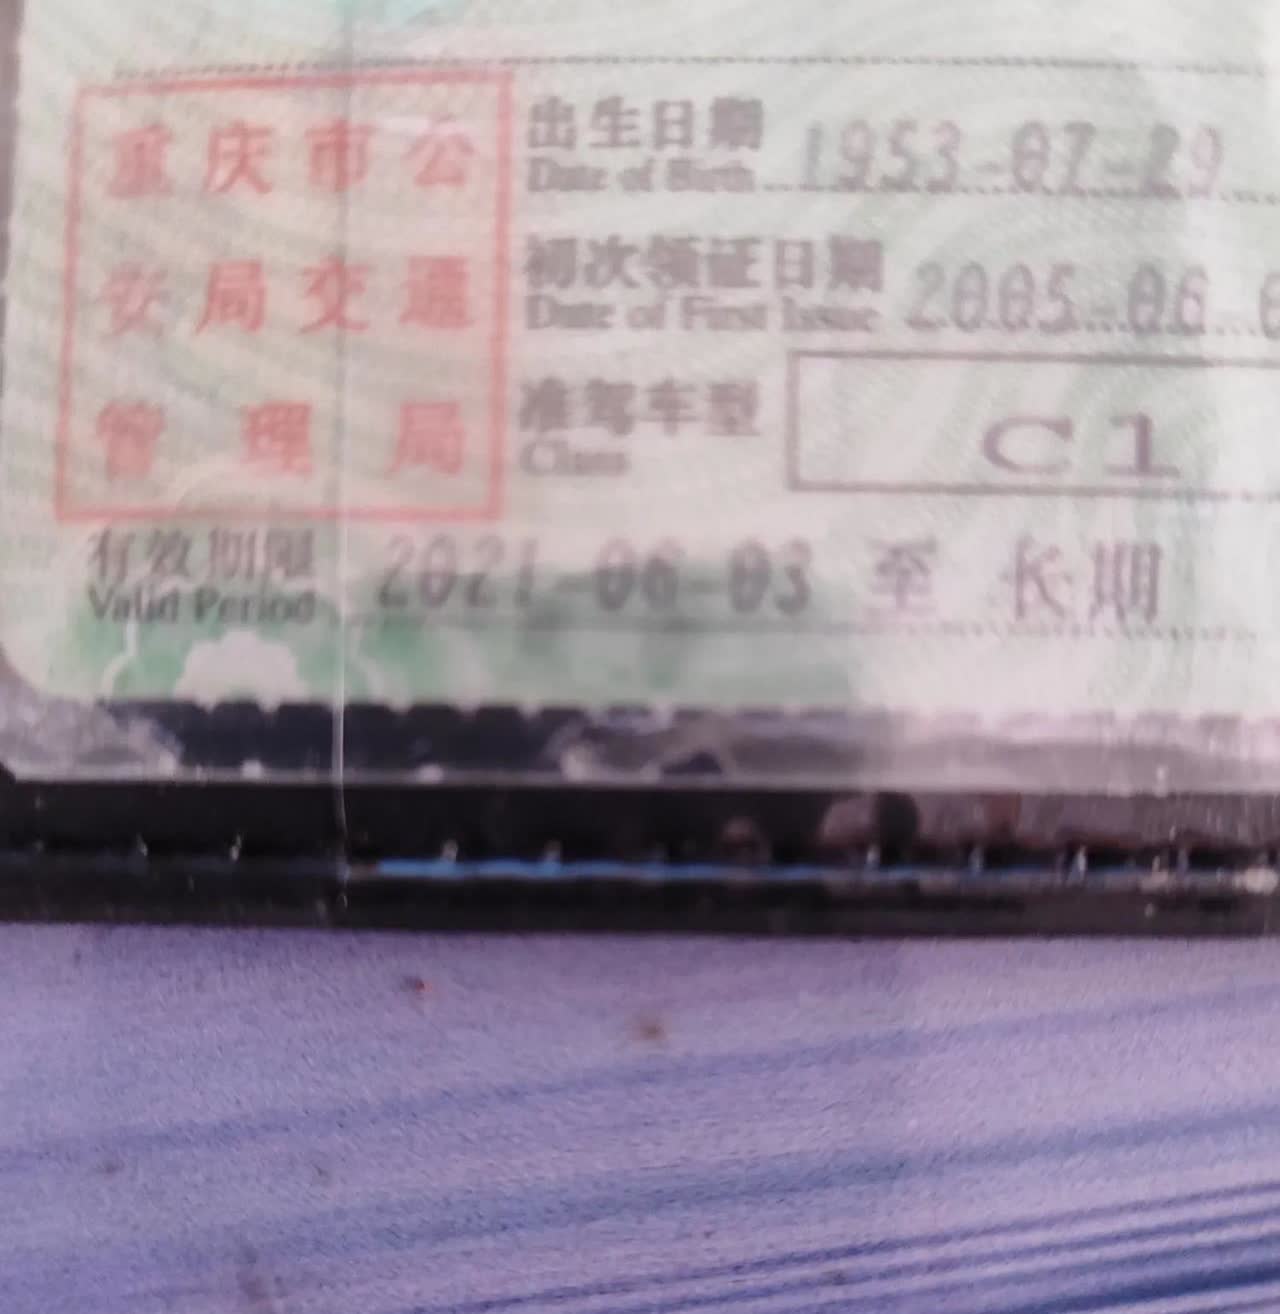 重庆市公
安局交通
管理局
出生日期 1953-07-29
Date of Birth
初次领证日期 2005-06
Date of First Issue
准驾车型 C1
Class
有效期限 2021-06-03 至 长期
Valid Period